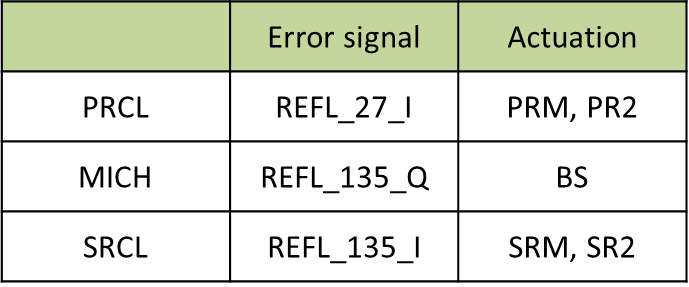 Error signal Actuation
PRCL REFL_27_I PRM, PR2
MICH REFL_135_Q BS
SRCL REFL_135_I SRM, SR2